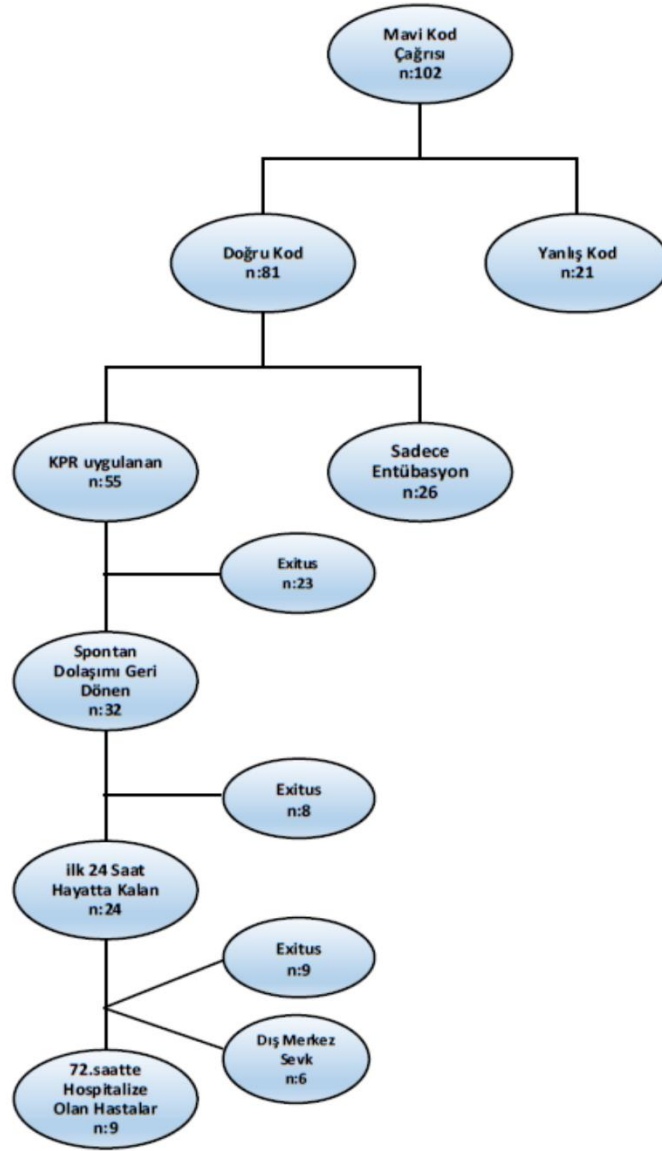 Mavi Kod
Çağrısı
n:102
Doğru Kod
n:81
Yanlış Kod
n:21
KPR uygulanan
n:55
Sadece
Entübasyon
n:26
Exitus
n:23
Spontan
Dolaşımı Geri
Dönen
n:32
Exitus
n:8
ilk 24 Saat
Hayatta Kalan
n:24
Exitus
n:9
Dış Merkez
Sevk
n:6
72.saatte
Hospitalize
Olan Hastalar
n:9